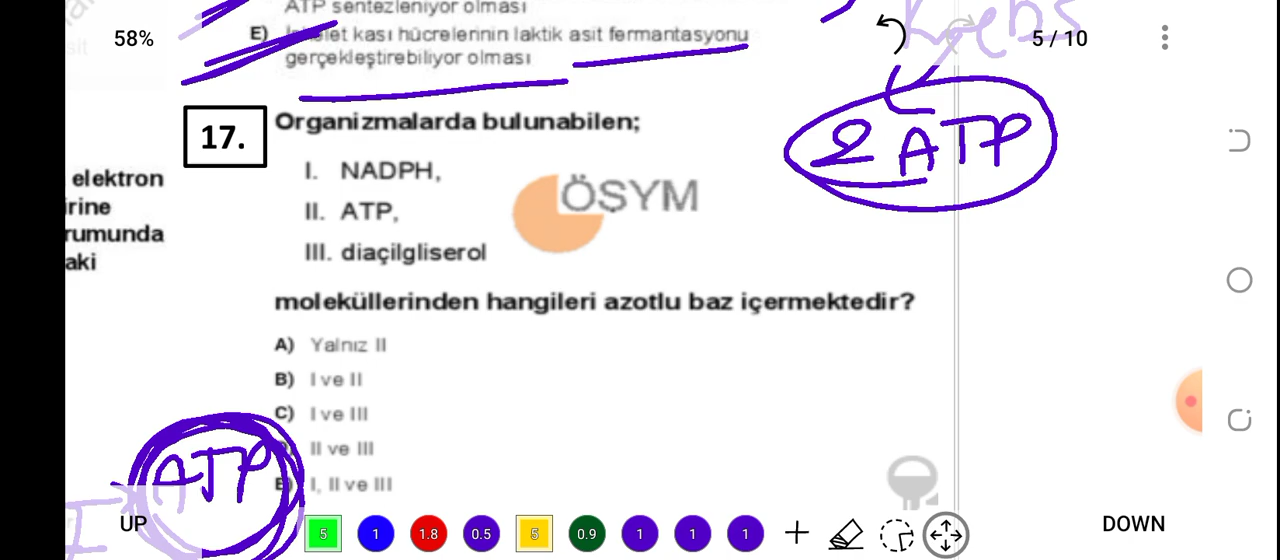 ATP sentezleniyor olması
58%
E) İskelet kası hücrelerinin laktik asit fermantasyonu
gerçekleştirebiliyor olması
5 / 10
2 ATP
17. Organizmalarda bulunabilen;
I. NADPH,
II. ATP,
III. diaçilgliserol
ÖSYM
elektron
rumunda
moleküllerinden hangileri azotlu baz içermektedir?
A) Yalnız II
B) I ve II
C) I ve III
II ve III
E) I, II ve III
ATP
UP
5 1 1.8 0.5 5 0.9 1 1 1
DOWN